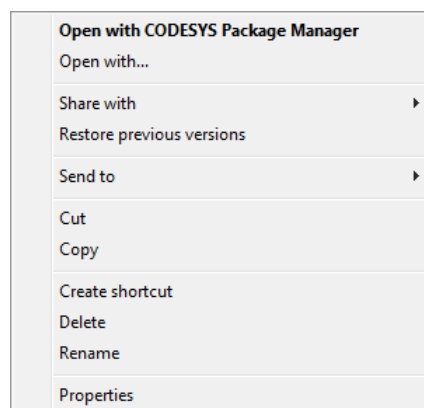 Open with CODESYS Package Manager
Open with...
Share with
Restore previous versions
Send to
Cut
Copy
Create shortcut
Delete
Rename
Properties